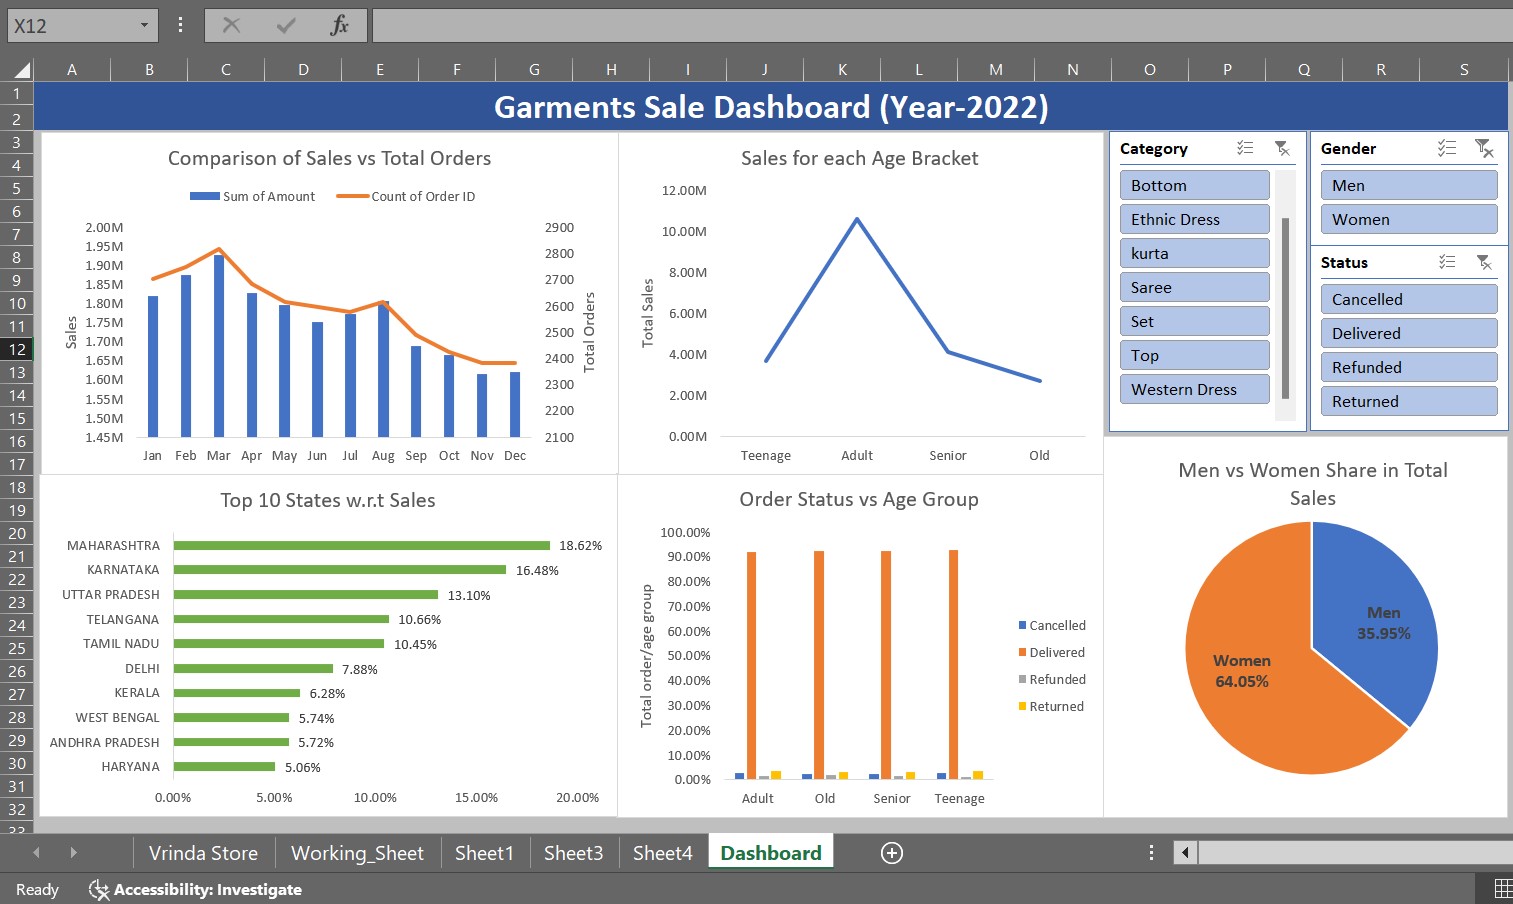 X12
fx
A B C D E F G H I J K L M N O P Q R S
1
2
3
4
5
6
7
8
9
10
11
12
13
14
15
16
17
18
19
20
21
22
23
24
25
26
27
28
29
30
31
32
33
Garments Sale Dashboard (Year-2022)
Comparison of Sales vs Total Orders
Sum of Amount Count of Order ID
Sales
2.00M
1.95M
1.90M
1.85M
1.80M
1.75M
1.70M
1.65M
1.60M
1.55M
1.50M
1.45M
2900
2800
2700
2600
2500
2400
2300
2200
2100
Total Orders
Jan Feb Mar Apr May Jun Jul Aug Sep Oct Nov Dec
Sales for each Age Bracket
Total Sales
12.00M
10.00M
8.00M
6.00M
4.00M
2.00M
0.00M
Teenage Adult Senior Old
Category
Bottom
Ethnic Dress
kurta
Saree
Set
Top
Western Dress
Gender
Men
Women
Status
Cancelled
Delivered
Refunded
Returned
Top 10 States w.r.t Sales
MAHARASHTRA 18.62%
KARNATAKA 16.48%
UTTAR PRADESH 13.10%
TELANGANA 10.66%
TAMIL NADU 10.45%
DELHI 7.88%
KERALA 6.28%
WEST BENGAL 5.74%
ANDHRA PRADESH 5.72%
HARYANA 5.06%
0.00% 5.00% 10.00% 15.00% 20.00%
Order Status vs Age Group
Total order/age group
100.00%
90.00%
80.00%
70.00%
60.00%
50.00%
40.00%
30.00%
20.00%
10.00%
0.00%
Adult Old Senior Teenage
Cancelled
Delivered
Refunded
Returned
Men vs Women Share in Total
Sales
Men
35.95%
Women
64.05%
Vrinda Store Working_Sheet Sheet1 Sheet3 Sheet4 Dashboard
Ready Accessibility: Investigate